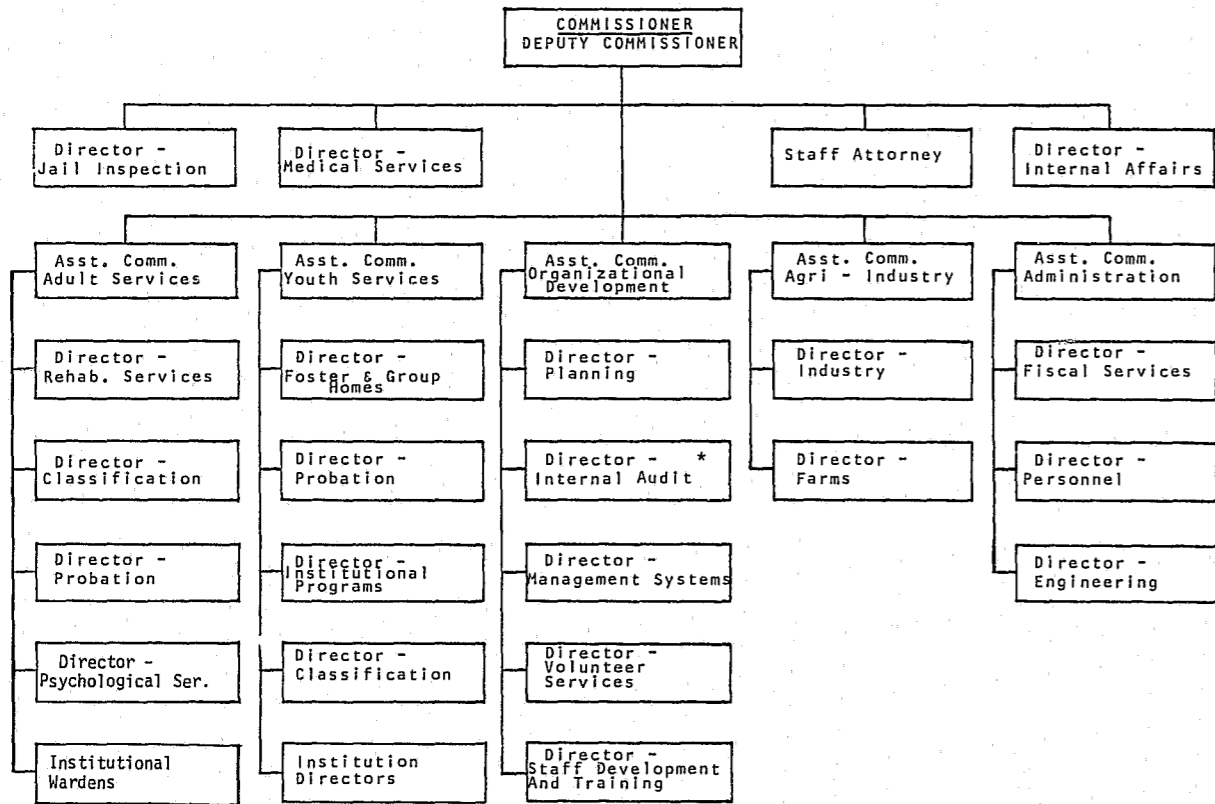 COMMISSIONER
DEPUTY COMMISSIONER
Director -
Jail Inspection
Director -
Medical Services
Staff Attorney
Director -
Internal Affairs
Asst. Comm.
Adult Services
Asst. Comm.
Youth Services
Asst. Comm.
Organizational
Development
Asst. Comm.
Agri - Industry
Asst. Comm.
Administration
Director -
Rehab. Services
Director -
Foster & Group
Homes
Director -
Planning
Director -
Industry
Director -
Fiscal Services
Director -
Classification
Director -
Probation
Director - *
Internal Audit
Director -
Farms
Director -
Personnel
Director -
Probation
Director -
Institutional
Programs
Director -
Management Systems
Director -
Engineering
Director -
Psychological Ser.
Director -
Classification
Director -
Volunteer
Services
Institutional
Wardens
Institution
Directors
Director -
Staff Development
And Training